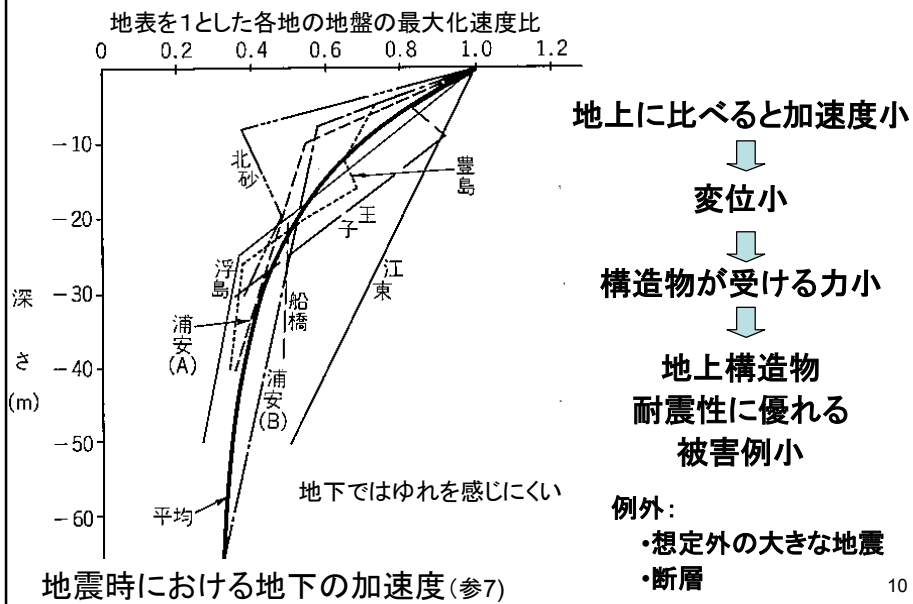 地表を1とした各地の地盤の最大化速度比
0 0.2 0.4 0.6 0.8 1.0 1.2
-10
-20
-30
-40
-50
-60
深
さ
(m)
北砂
豊島
王子
江東
浮島
船橋
浦安(A)
浦安(B)
平均
地下ではゆれを感じにくい
地震時における地下の加速度(参7)
地上に比べると加速度小
変位小
構造物が受ける力小
地上構造物
耐震性に優れる
被害例小
例外:
・想定外の大きな地震
・断層
10